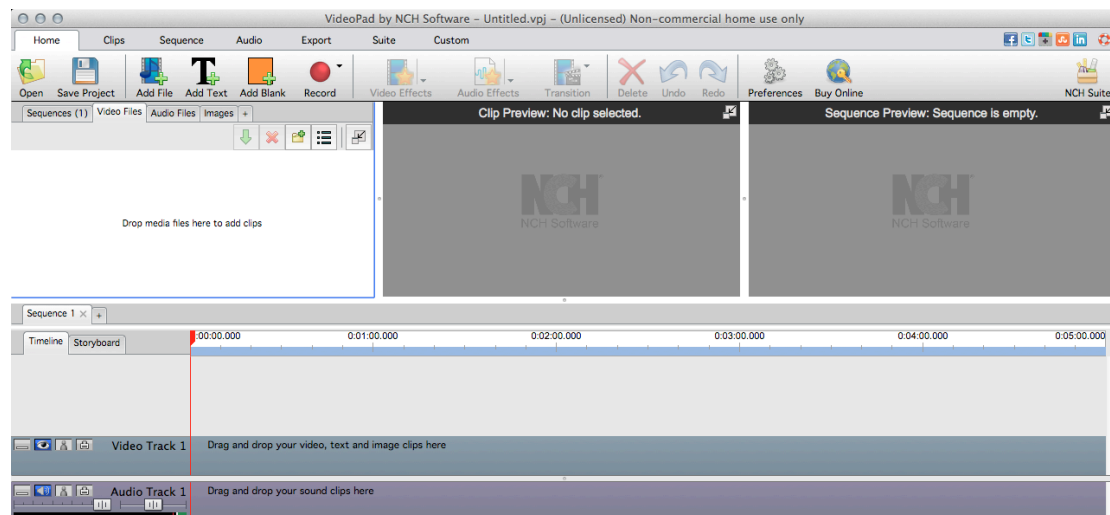 VideoPad by NCH Software – Untitled.vpj – (Unlicensed) Non-commercial home use only
Home Clips Sequence Audio Export Suite Custom
Open Save Project Add File Add Text Add Blank Record Video Effects Audio Effects Transition Delete Undo Redo Preferences Buy Online NCH Suite
Sequences (1) Video Files Audio Files Images +
Clip Preview: No clip selected.
Sequence Preview: Sequence is empty.
Drop media files here to add clips
NCH
NCH Software
NCH
NCH Software
Sequence 1 × +
Timeline Storyboard
:00:00.000 0:01:00.000 0:02:00.000 0:03:00.000 0:04:00.000 0:05:00.000
Video Track 1 Drag and drop your video, text and image clips here
Audio Track 1 Drag and drop your sound clips here